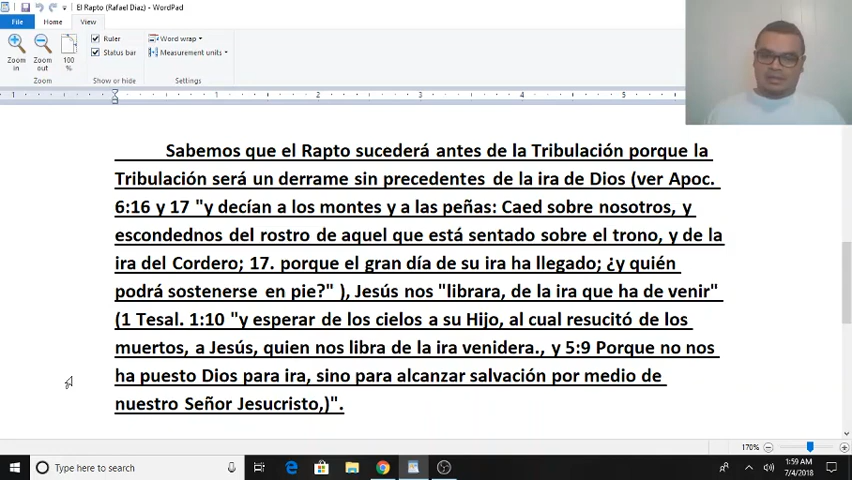 El Rapto (Rafael Diaz) - WordPad
File Home View
Zoom in
Zoom out
100 %
Zoom
Ruler
Status bar
Show or hide
Word wrap
Measurement units
Settings
1 1 2 3 4 5
Sabemos que el Rapto sucederá antes de la Tribulación porque la
Tribulación será un derrame sin precedentes de la ira de Dios (ver Apoc.
6:16 y 17 "y decían a los montes y a las peñas: Caed sobre nosotros, y
escondednos del rostro de aquel que está sentado sobre el trono, y de la
ira del Cordero; 17. porque el gran día de su ira ha llegado; ¿y quién
podrá sostenerse en pie?" ), Jesús nos "librara, de la ira que ha de venir"
(1 Tesal. 1:10 "y esperar de los cielos a su Hijo, al cual resucitó de los
muertos, a Jesús, quien nos libra de la ira venidera., y 5:9 Porque no nos
ha puesto Dios para ira, sino para alcanzar salvación por medio de
nuestro Señor Jesucristo,)".
170%
Type here to search
1:59 AM
7/4/2018